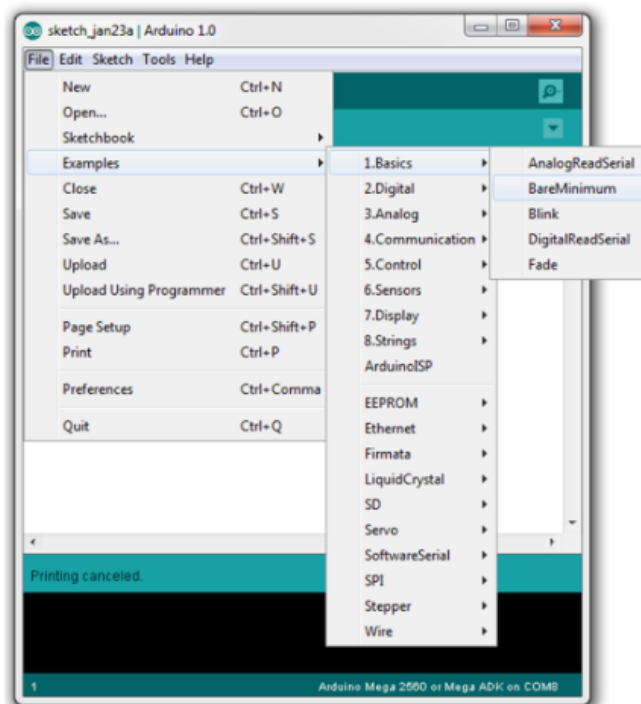 sketch_jan23a | Arduino 1.0
File Edit Sketch Tools Help
New Ctrl+N
Open... Ctrl+O
Sketchbook
Examples
Close Ctrl+W
Save Ctrl+S
Save As... Ctrl+Shift+S
Upload Ctrl+U
Upload Using Programmer Ctrl+Shift+U
Page Setup Ctrl+Shift+P
Print Ctrl+P
Preferences Ctrl+Comma
Quit Ctrl+Q
1.Basics
2.Digital
3.Analog
4.Communication
5.Control
6.Sensors
7.Display
8.Strings
ArduinoISP
EEPROM
Ethernet
Firmata
LiquidCrystal
SD
Servo
SoftwareSerial
SPI
Stepper
Wire
AnalogReadSerial
BareMinimum
Blink
DigitalReadSerial
Fade
Printing canceled.
1 Arduino Mega 2560 or Mega ADK on COM8